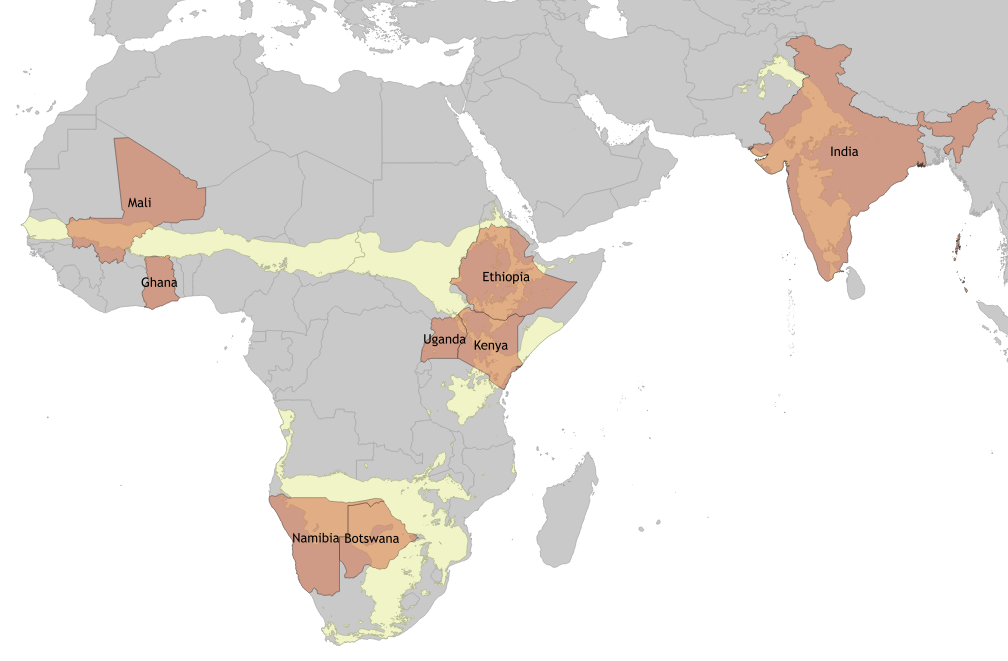 India
Mali
Ethiopia
Ghana
Uganda
Kenya
Namibia
Botswana